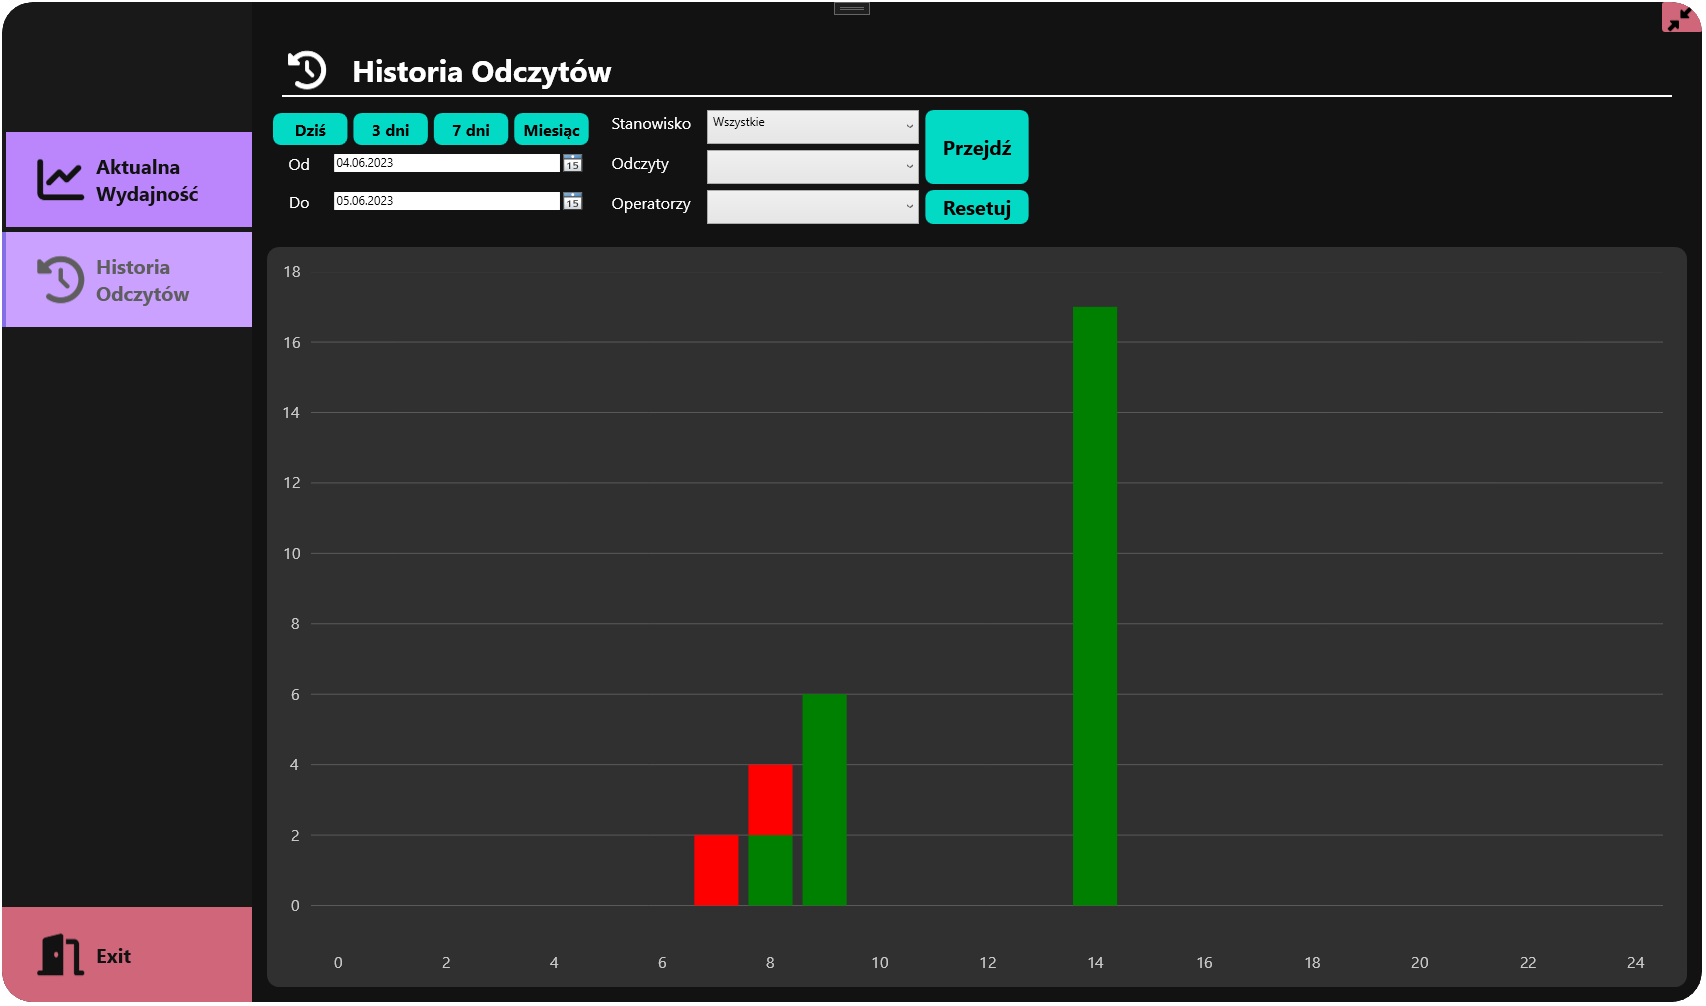 Historia Odczytów
Aktualna
Wydajność
Historia
Odczytów
Exit
Dziś
3 dni
7 dni
Miesiąc
Od
04.06.2023
15
Do
05.06.2023
15
Stanowisko
Wszystkie
Odczyty
Operatorzy
Przejdź
Resetuj
18
16
14
12
10
8
6
4
2
0
0 2 4 6 8 10 12 14 16 18 20 22 24